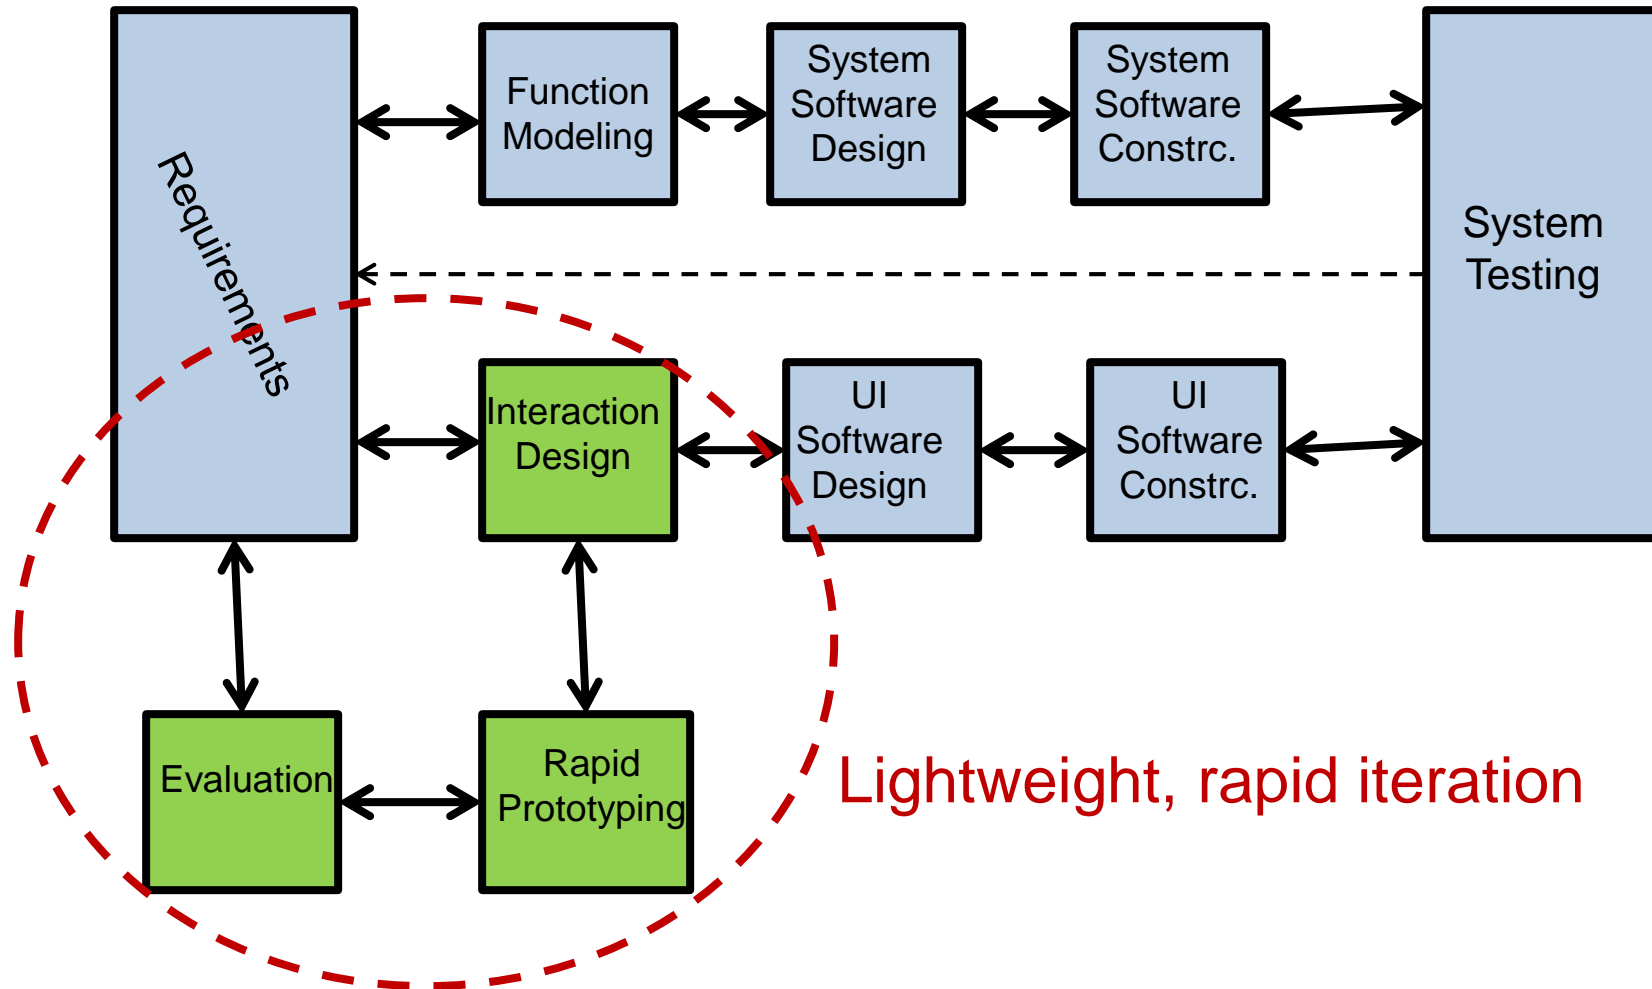 Requirements
Function
Modeling
System
Software
Design
System
Software
Constrc.
System
Testing
Interaction
Design
UI
Software
Design
UI
Software
Constrc.
Evaluation
Rapid
Prototyping
Lightweight, rapid iteration